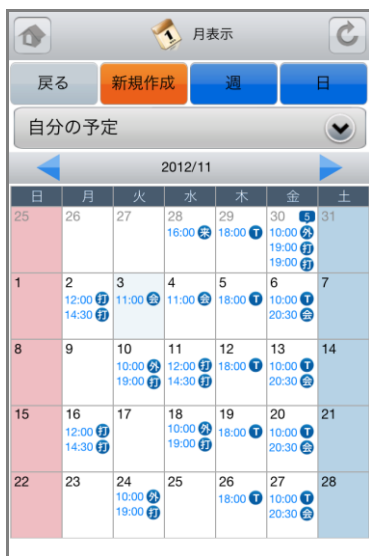 1 月表示
戻る 新規作成 週 日
自分の予定
2012/11
日 月 火 水 木 金 土
25 26 27 28 29 30 5 31
16:00 来 18:00 T 10:00 外
19:00 打
19:00 打
1 2 3 4 5 6 7
12:00 打 11:00 会 11:00 会 18:00 T 10:00 T
14:30 打 20:30 会
8 9 10 11 12 13 14
10:00 外 12:00 打 18:00 T 10:00 T
19:00 打 14:30 打 20:30 会
15 16 17 18 19 20 21
12:00 打 10:00 外 18:00 T 10:00 T
14:30 打 19:00 打 20:30 会
22 23 24 25 26 27 28
10:00 外 18:00 T 10:00 T
19:00 打 20:30 会